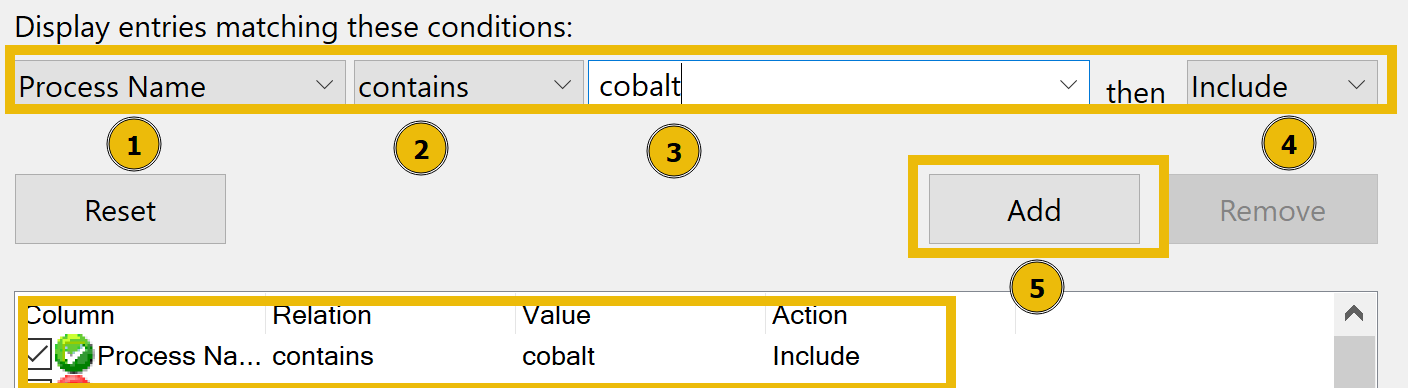 Display entries matching these conditions:
Process Name contains cobalt then Include
1 2 3 4
Reset Add Remove
5
Column Relation Value Action
Process Na... contains cobalt Include